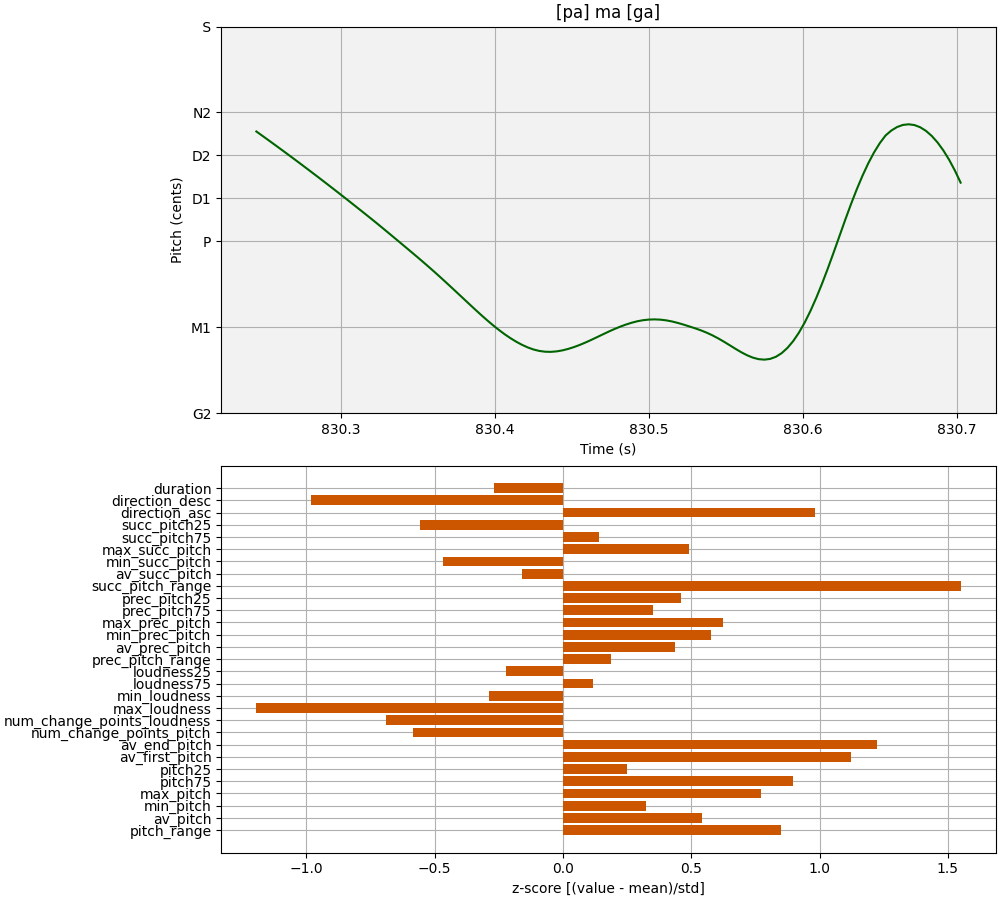 [pa] ma [ga]
S
N2
D2
D1
P
M1
G2
Pitch (cents)
830.3 830.4 830.5 830.6 830.7
Time (s)
duration
direction_desc
direction_asc
succ_pitch25
succ_pitch75
max_succ_pitch
min_succ_pitch
av_succ_pitch
succ_pitch_range
prec_pitch25
prec_pitch75
max_prec_pitch
min_prec_pitch
av_prec_pitch
prec_pitch_range
loudness25
loudness75
min_loudness
max_loudness
num_change_points_loudness
num_change_points_pitch
av_end_pitch
av_first_pitch
pitch25
pitch75
max_pitch
min_pitch
av_pitch
pitch_range
−1.0 −0.5 0.0 0.5 1.0 1.5
z-score [(value - mean)/std]